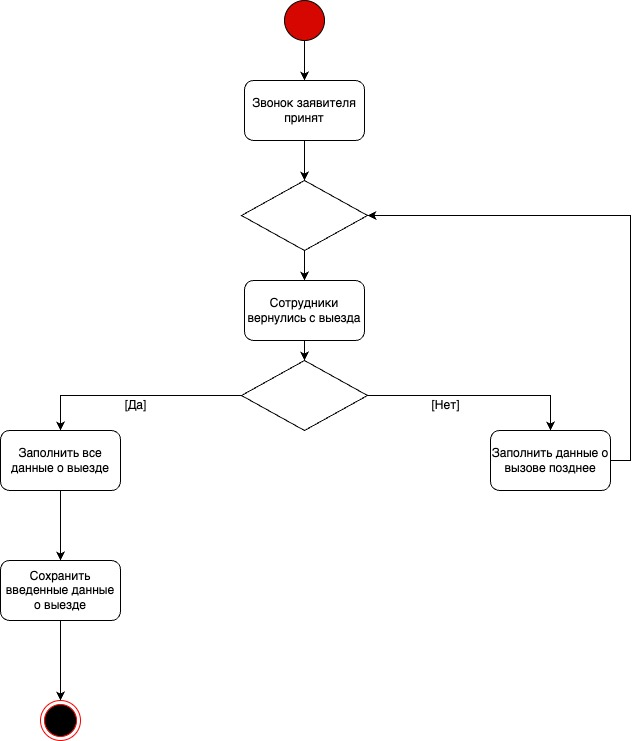 Звонок заявителя
принят
Сотрудники
вернулись с выезда
[Да]
[Нет]
Заполнить все
данные о выезде
Заполнить данные о
вызове позднее
Сохранить
введенные данные
о выезде